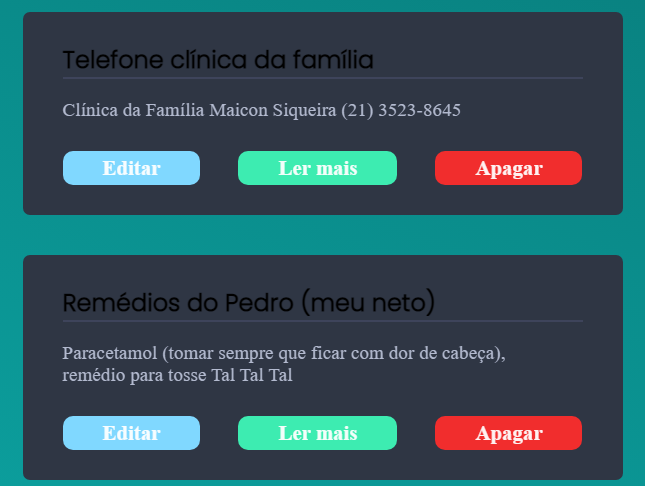 Telefone clínica da família
Clínica da Família Maicon Siqueira (21) 3523-8645
Editar Ler mais Apagar
Remédios do Pedro (meu neto)
Paracetamol (tomar sempre que ficar com dor de cabeça),
remédio para tosse Tal Tal Tal
Editar Ler mais Apagar